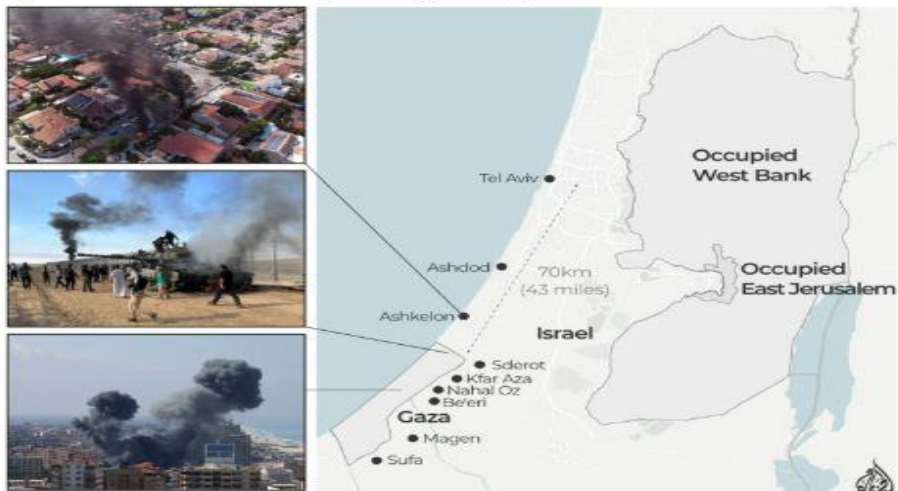 Tel Aviv
Occupied
West Bank
Ashdod
70km
(43 miles)
Occupied
East Jerusalem
Ashkelon
Israel
Sderot
Kfar Aza
Nahal Oz
Be'eri
Gaza
Magen
Sufa